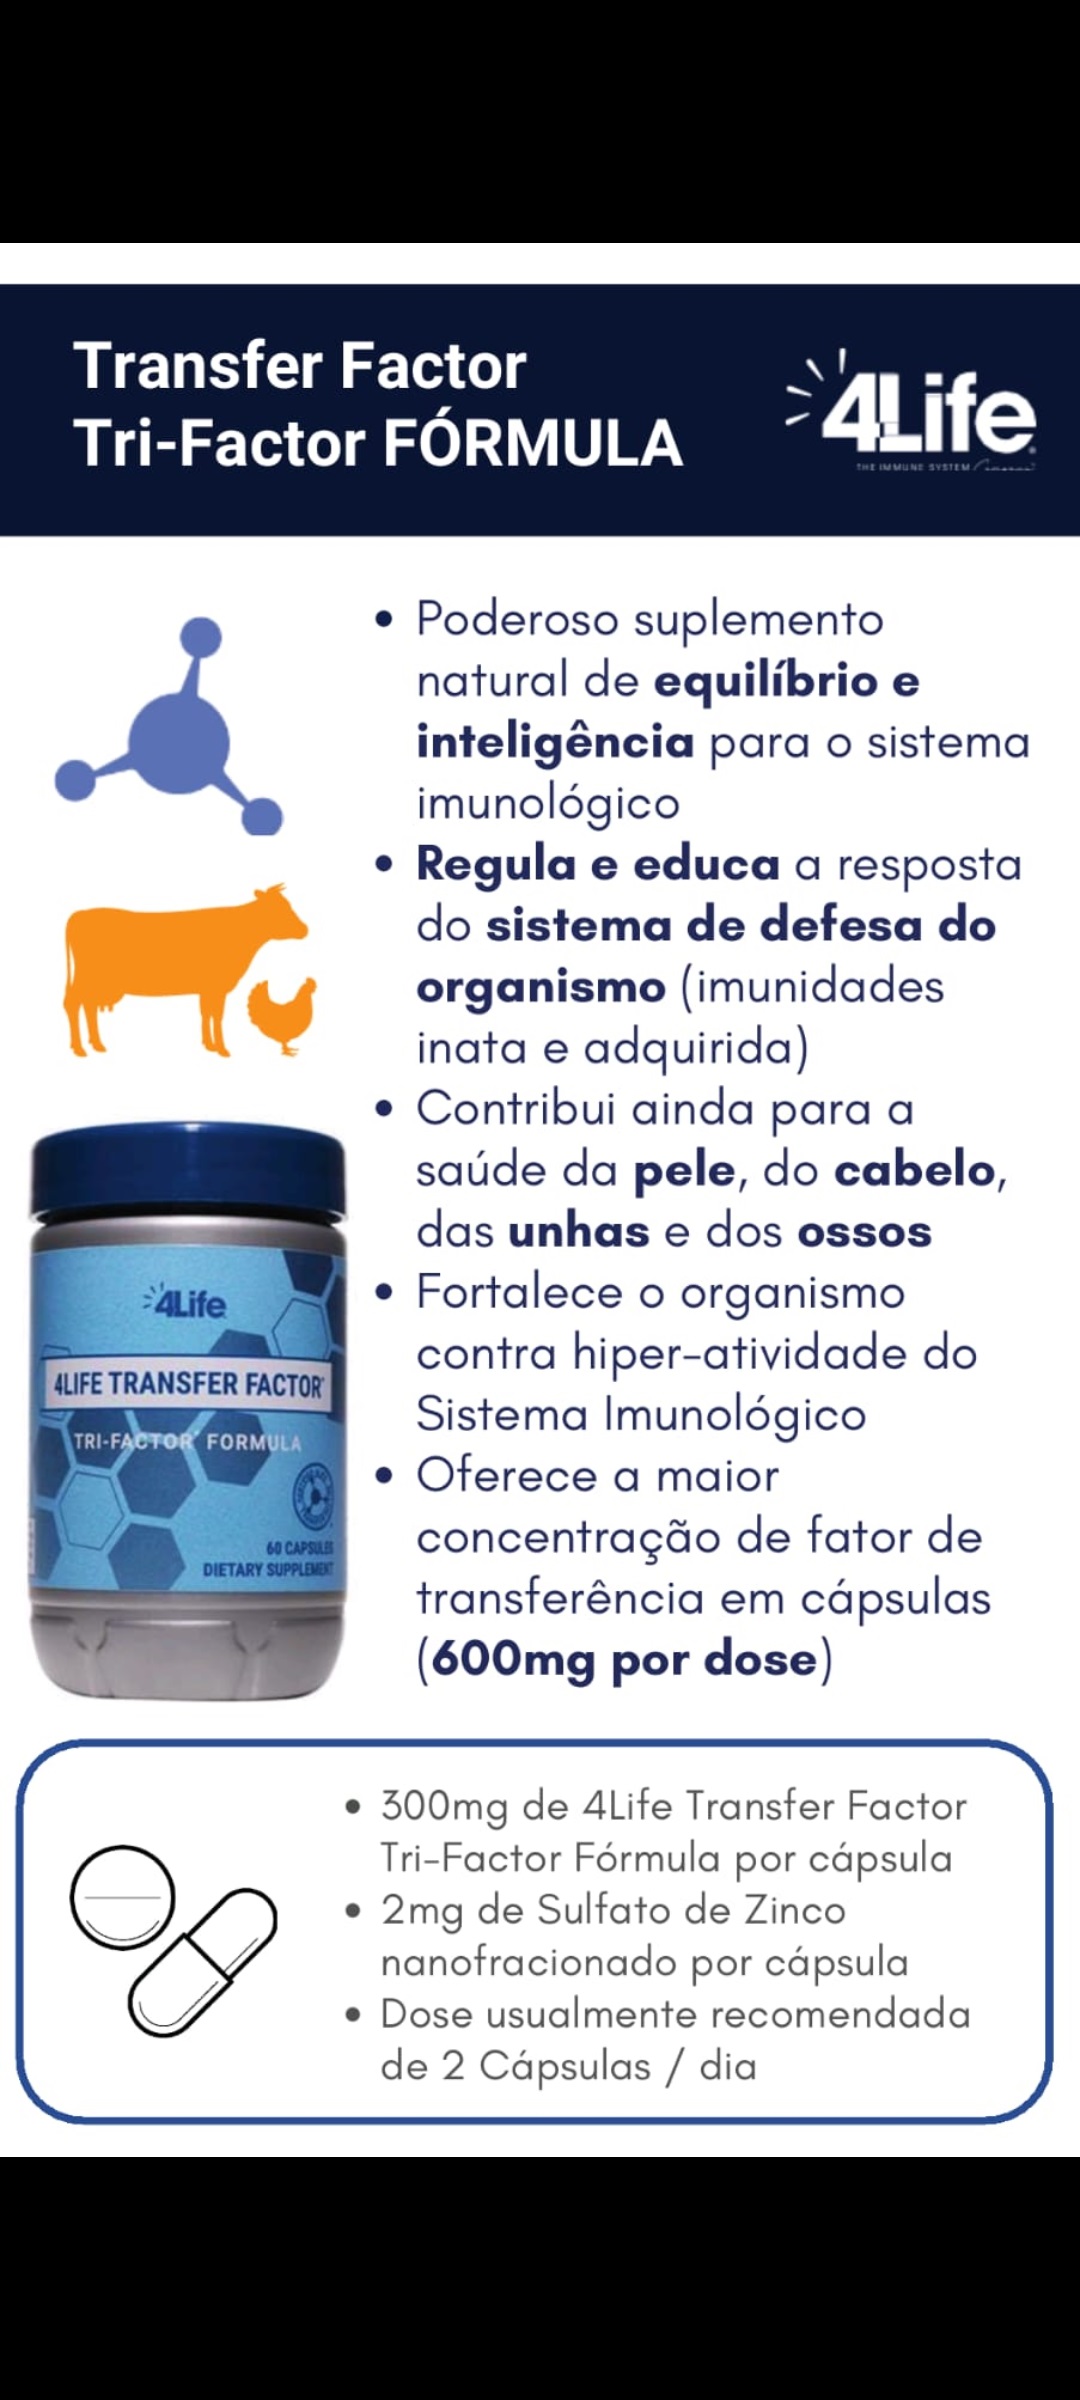 Transfer Factor
Tri-Factor FÓRMULA
4Life
THE IMMUNE SYSTEM
• Poderoso suplemento
natural de equilíbrio e
inteligência para o sistema
imunológico
• Regula e educa a resposta
do sistema de defesa do
organismo (imunidades
inata e adquirida)
• Contribui ainda para a
saúde da pele, do cabelo,
das unhas e dos ossos
• Fortalece o organismo
contra hiper-atividade do
Sistema Imunológico
• Oferece a maior
concentração de fator de
transferência em cápsulas
(600mg por dose)
4Life
4LIFE TRANSFER FACTOR
TRI-FACTOR FORMULA
60 CAPSULES
DIETARY SUPPLEMENT
• 300mg de 4Life Transfer Factor
Tri-Factor Fórmula por cápsula
• 2mg de Sulfato de Zinco
nanofracionado por cápsula
• Dose usualmente recomendada
de 2 Cápsulas / dia